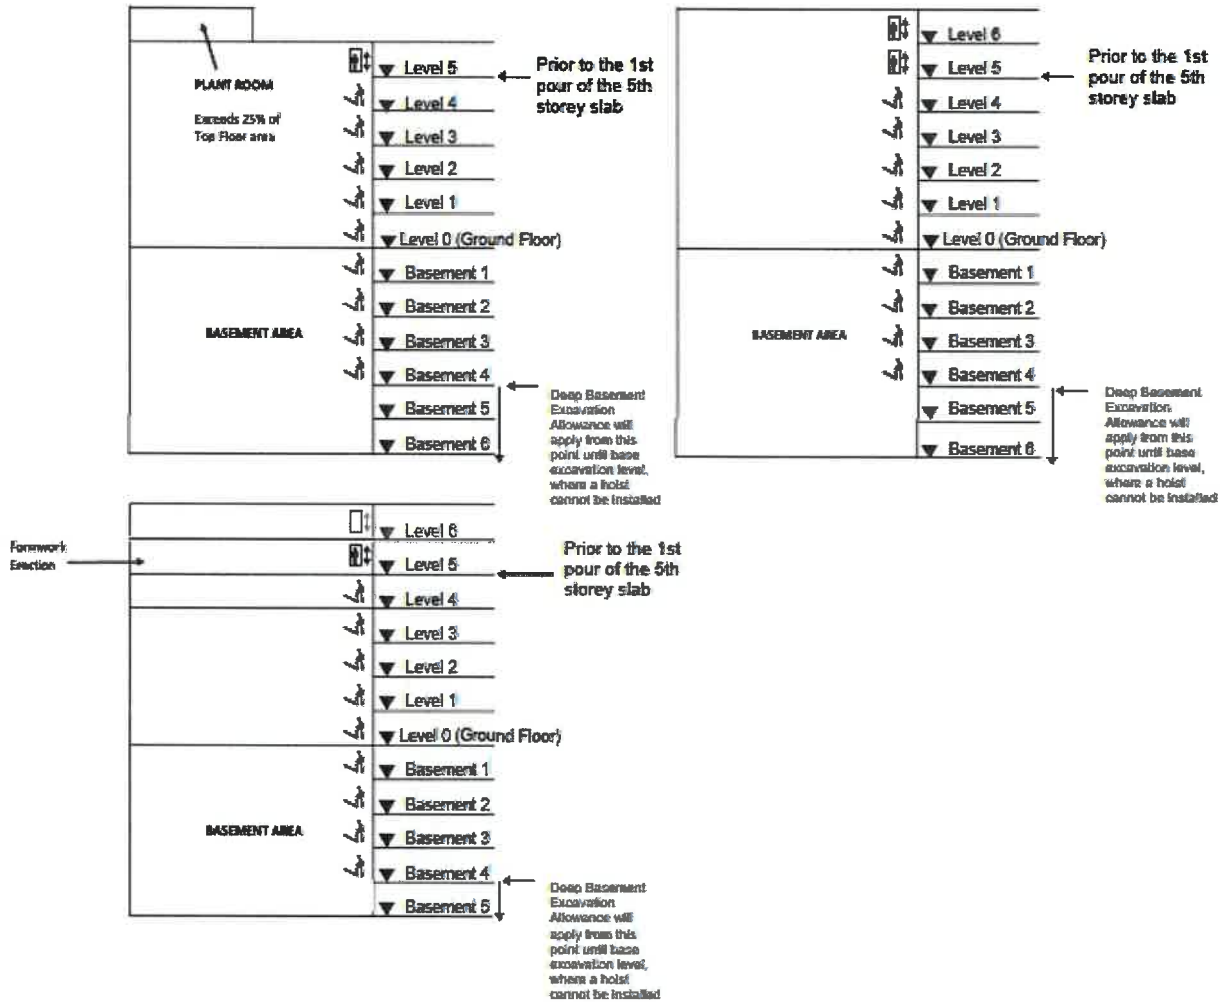 PLANT ROOM
Exceeds 25% of
Top Floor area
Level 5
Level 4
Level 3
Level 2
Level 1
Level 0 (Ground Floor)
Basement 1
Basement 2
Basement 3
Basement 4
Basement 5
Basement 6
BASEMENT AREA
Prior to the 1st
pour of the 5th
storey slab
Deep Basement
Excavation
Allowance will
apply from this
point until base
excavation level,
where a hoist
cannot be installed
Level 6
Level 5
Level 4
Level 3
Level 2
Level 1
Level 0 (Ground Floor)
Basement 1
Basement 2
Basement 3
Basement 4
Basement 5
Basement 6
BASEMENT AREA
Prior to the 1st
pour of the 5th
storey slab
Deep Basement
Excavation
Allowance will
apply from this
point until base
excavation level,
where a hoist
cannot be installed
Formwork
Erection
Level 6
Level 5
Level 4
Level 3
Level 2
Level 1
Level 0 (Ground Floor)
Basement 1
Basement 2
Basement 3
Basement 4
Basement 5
BASEMENT AREA
Prior to the 1st
pour of the 5th
storey slab
Deep Basement
Excavation
Allowance will
apply from this
point until base
excavation level,
where a hoist
cannot be installed